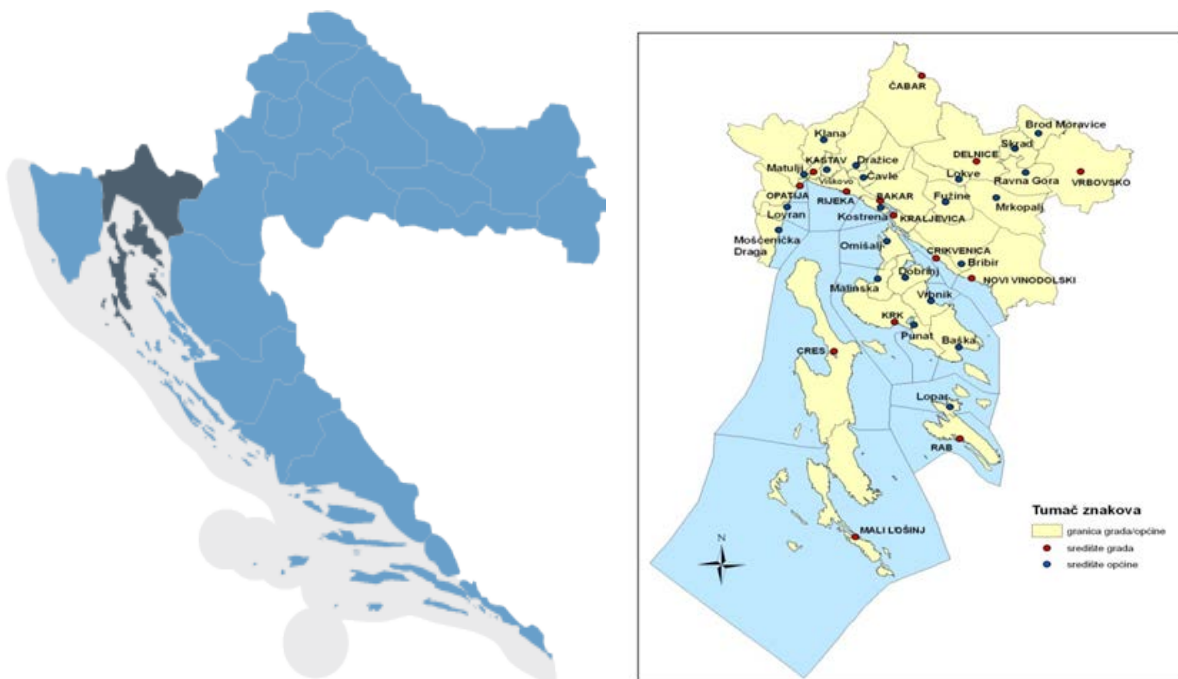 ČABAR
Brod Moravice
Klana
Skrad
DELNICE
Dražice
KASTAV
Matulji
Čavle
Lokve
Ravna Gora
VRBOVSKO
Viškovo
OPATIJA
RIJEKA
BAKAR
Fužine
Mrkopalj
Lovran
Kostrena
KRALJEVICA
Mošćenička
Draga
Omišalj
CRIKVENICA
Bribir
Dobrinj
NOVI VINODOLSKI
Malinska
Vrbnik
KRK
Punat
Baška
CRES
Lopar
RAB
Tumač znakova
granica grada/općine
MALI LOŠINJ
središte grada
N
središte općine